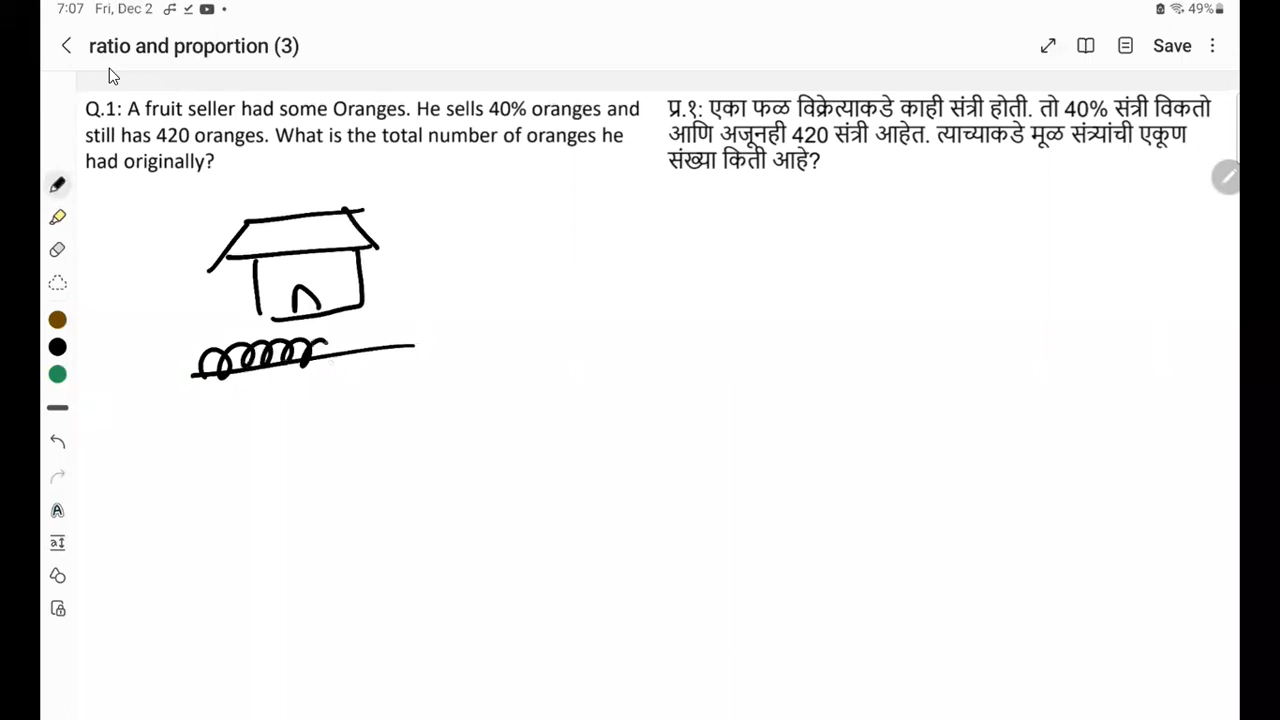 7:07 Fri, Dec 2
49%
ratio and proportion (3)
Save
Q.1: A fruit seller had some Oranges. He sells 40% oranges and
still has 420 oranges. What is the total number of oranges he
had originally?
प्र.१: एका फळ विक्रेत्याकडे काही संत्री होती. तो 40% संत्री विकतो
आणि अजूनही 420 संत्री आहेत. त्याच्याकडे मूळ संत्र्यांची एकूण
संख्या किती आहे?